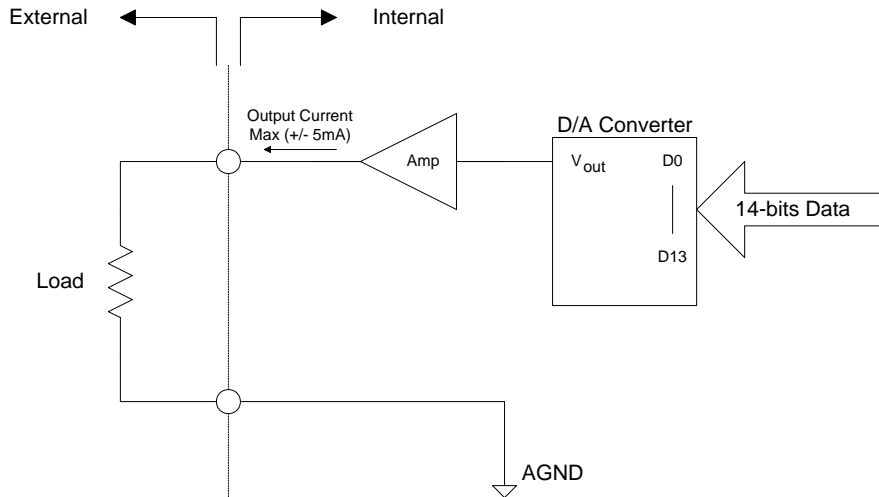 External
Internal
Output Current
Max (+/- 5mA)
Amp
D/A Converter
Vout
D0
D13
14-bits Data
Load
AGND